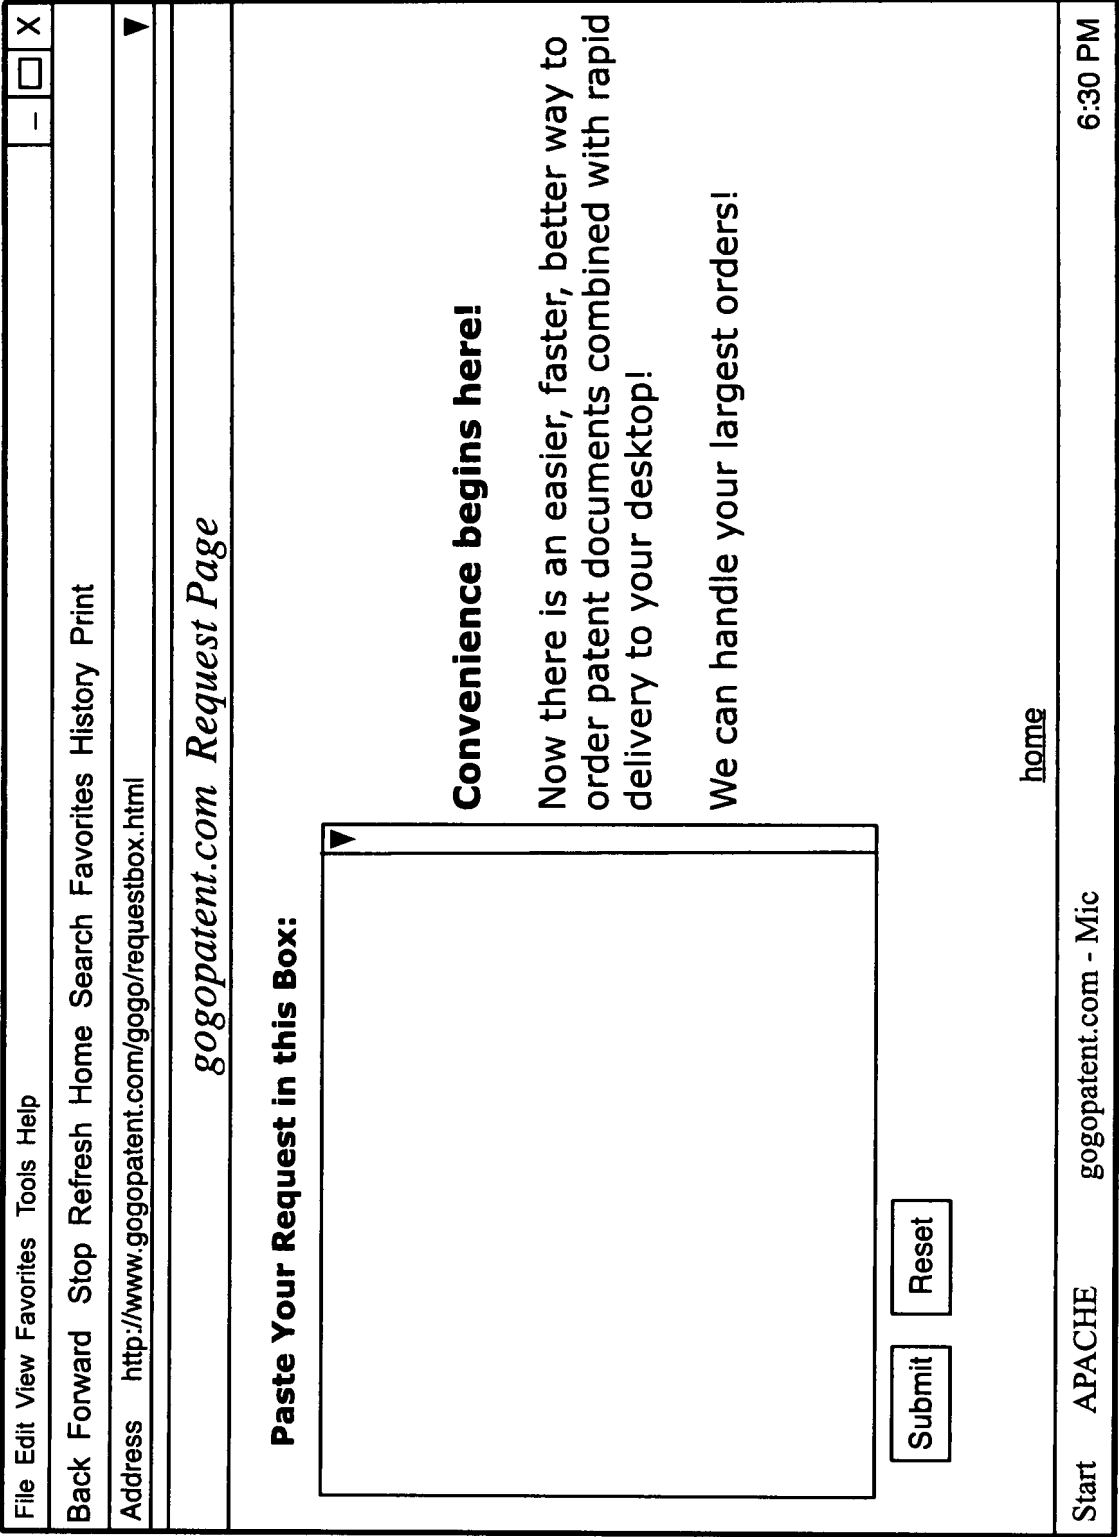 File Edit View Favorites Tools Help
– X
Back Forward Stop Refresh Home Search Favorites History Print
Address http://www.gogopatent.com/gogo/requestbox.html
gogopatent.com Request Page
Paste Your Request in this Box:
Convenience begins here!
Now there is an easier, faster, better way to
order patent documents combined with rapid
delivery to your desktop!
We can handle your largest orders!
Submit Reset
home
Start APACHE gogopatent.com - Mic 6:30 PM